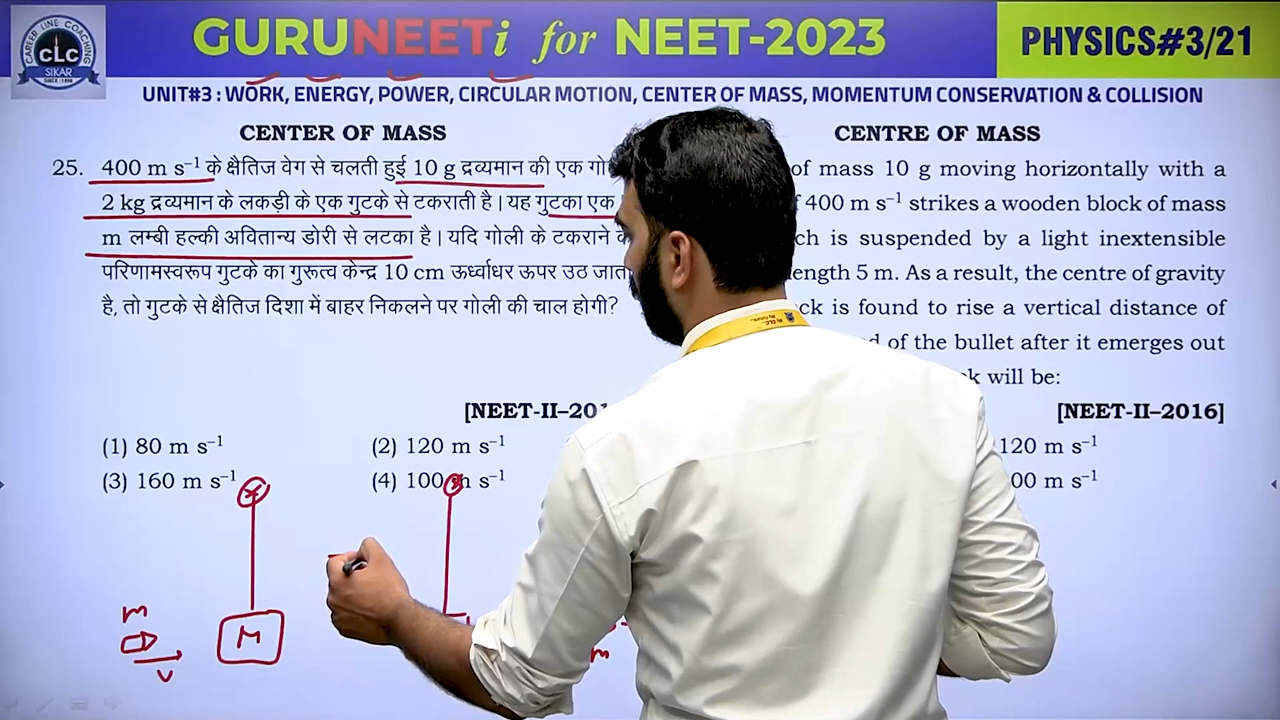 CAREER LINE COACHING
CLC
SIKAR
SINCE : 1996
GURUNEETi for NEET-2023
PHYSICS#3/21
UNIT#3 : WORK, ENERGY, POWER, CIRCULAR MOTION, CENTER OF MASS, MOMENTUM CONSERVATION & COLLISION
CENTER OF MASS
25. 400 m s⁻¹ के क्षैतिज वेग से चलती हुई 10 g द्रव्यमान की एक
2 kg द्रव्यमान के लकड़ी के एक गुटके से टकराती है। यह गुटका एक
m लम्बी हल्की अवितान्य डोरी से लटका है। यदि गोली के टकराने
परिणामस्वरूप गुटके का गुरूत्व केन्द्र 10 cm ऊर्ध्वाधर ऊपर उठ
है, तो गुटके से क्षैतिज दिशा में बाहर निकलने पर गोली की चाल होगी?
[NEET-II–201
(1) 80 m s⁻¹ (2) 120 m s⁻¹
(3) 160 m s⁻¹ (4) 100 s⁻¹
m
v
M
m
CENTRE OF MASS
of mass 10 g moving horizontally with a
400 m s⁻¹ strikes a wooden block of mass
is suspended by a light inextensible
length 5 m. As a result, the centre of gravity
is found to rise a vertical distance of
of the bullet after it emerges out
will be:
[NEET-II–2016]
120 m s⁻¹
00 m s⁻¹